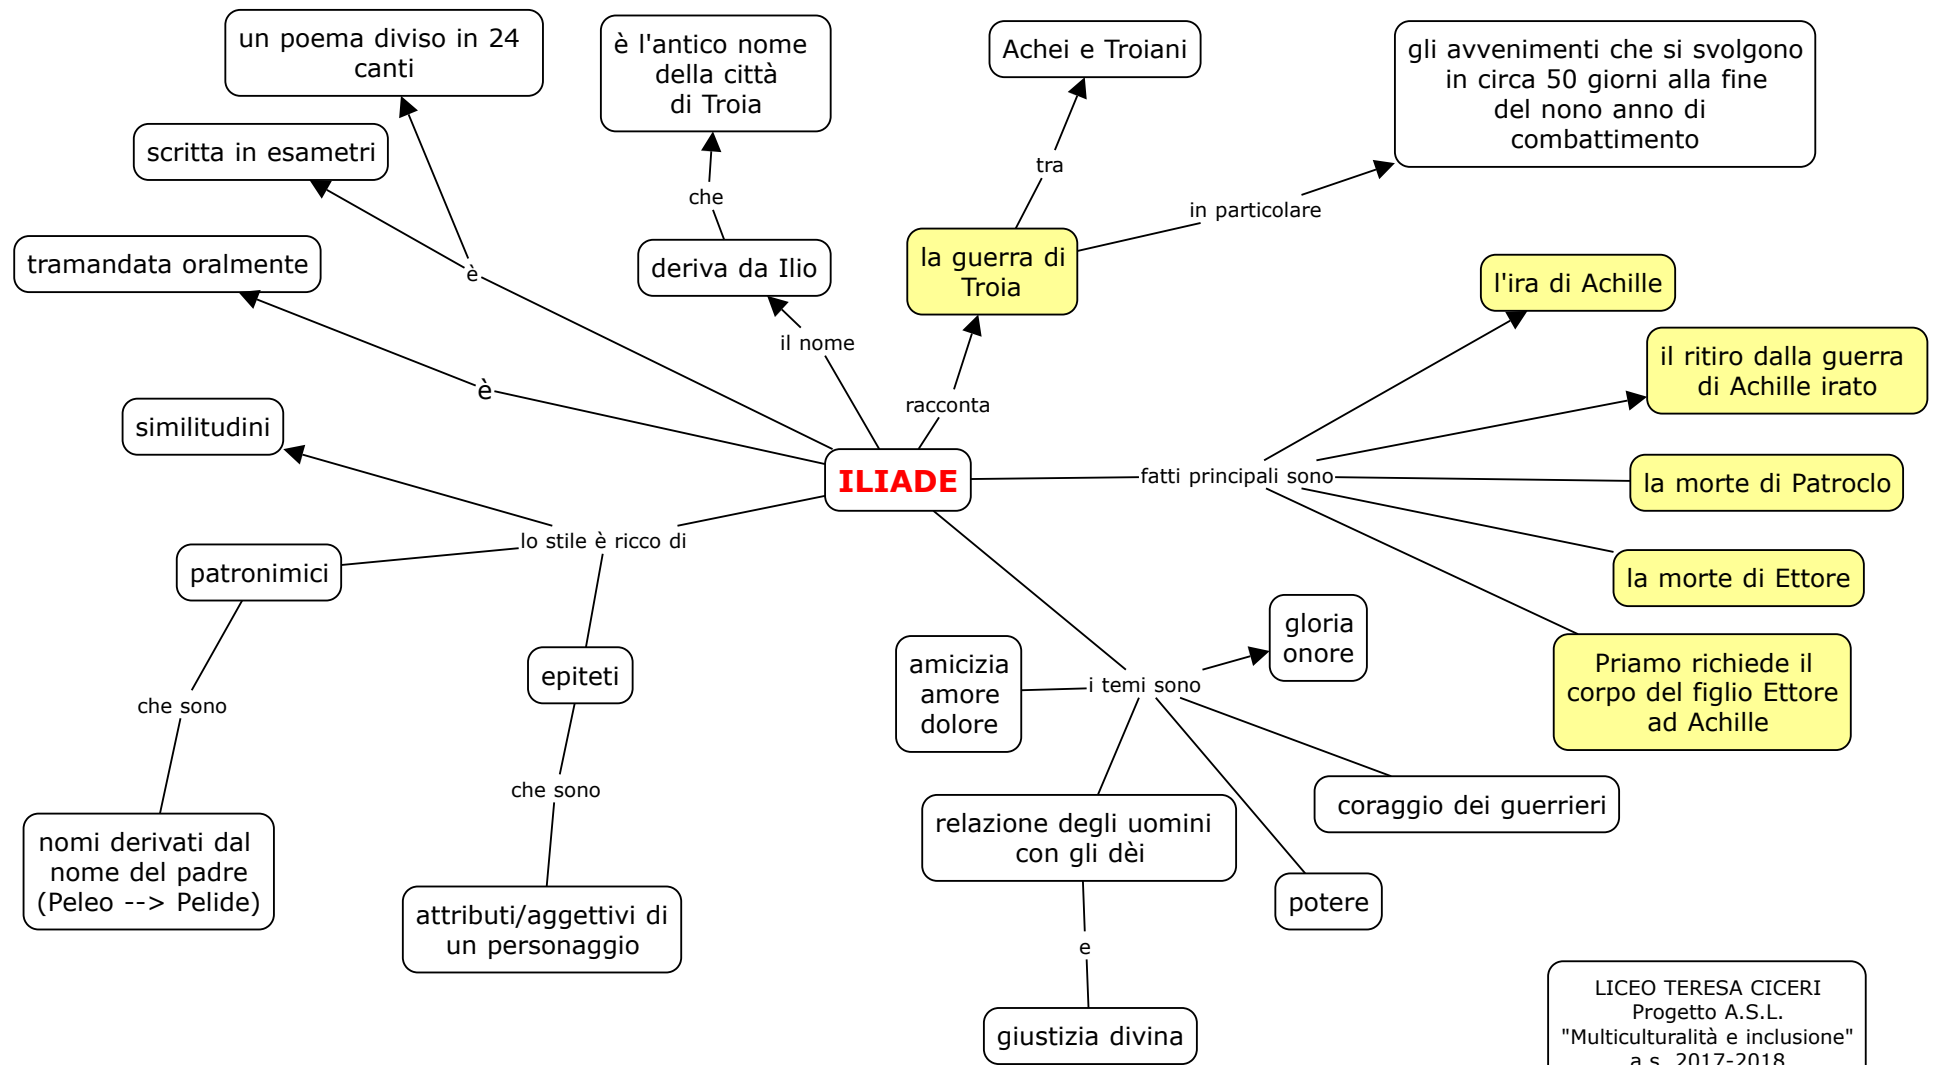 un poema diviso in 24
canti
è l'antico nome
della città
di Troia
Achei e Troiani
gli avvenimenti che si svolgono
in circa 50 giorni alla fine
del nono anno di
combattimento
scritta in esametri
tra
che
in particolare
tramandata oralmente
è
deriva da Ilio
la guerra di
Troia
l'ira di Achille
il nome
il ritiro dalla guerra
di Achille irato
è
racconta
similitudini
ILIADE
fatti principali sono
la morte di Patroclo
lo stile è ricco di
patronimici
la morte di Ettore
gloria
onore
epiteti
amicizia
amore
dolore
i temi sono
Priamo richiede il
corpo del figlio Ettore
ad Achille
che sono
che sono
coraggio dei guerrieri
relazione degli uomini
con gli dèi
nomi derivati dal
nome del padre
(Peleo --> Pelide)
potere
attributi/aggettivi di
un personaggio
e
giustizia divina
LICEO TERESA CICERI
Progetto A.S.L.
"Multiculturalità e inclusione"
a.s. 2017-2018